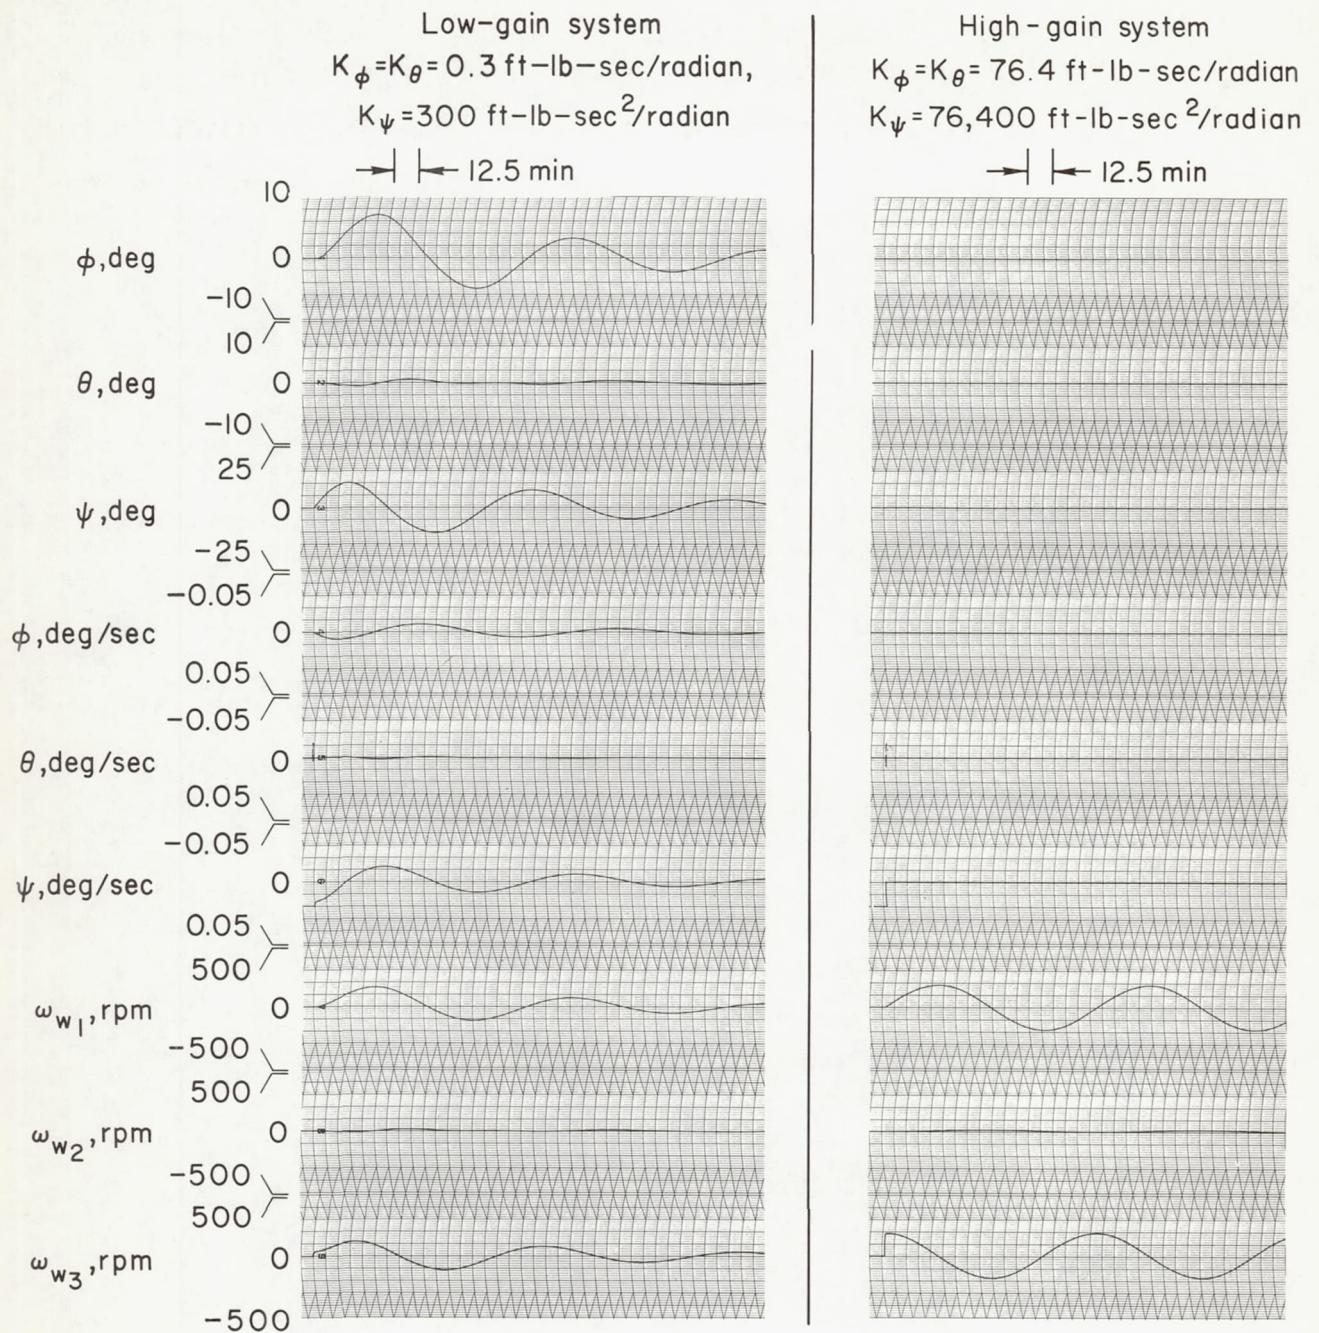 Low-gain system
Kϕ=Kθ=0.3 ft-lb-sec/radian,
Kψ=300 ft-lb-sec²/radian
12.5 min
High-gain system
Kϕ=Kθ=76.4 ft-lb-sec/radian
Kψ=76,400 ft-lb-sec²/radian
12.5 min
10
ϕ,deg 0
-10
10
θ,deg 0
-10
25
ψ,deg 0
-25
-0.05
ϕ,deg/sec 0
0.05
-0.05
θ,deg/sec 0
0.05
-0.05
ψ,deg/sec 0
0.05
500
ωw1,rpm 0
-500
500
ωw2,rpm 0
-500
500
ωw3,rpm 0
-500